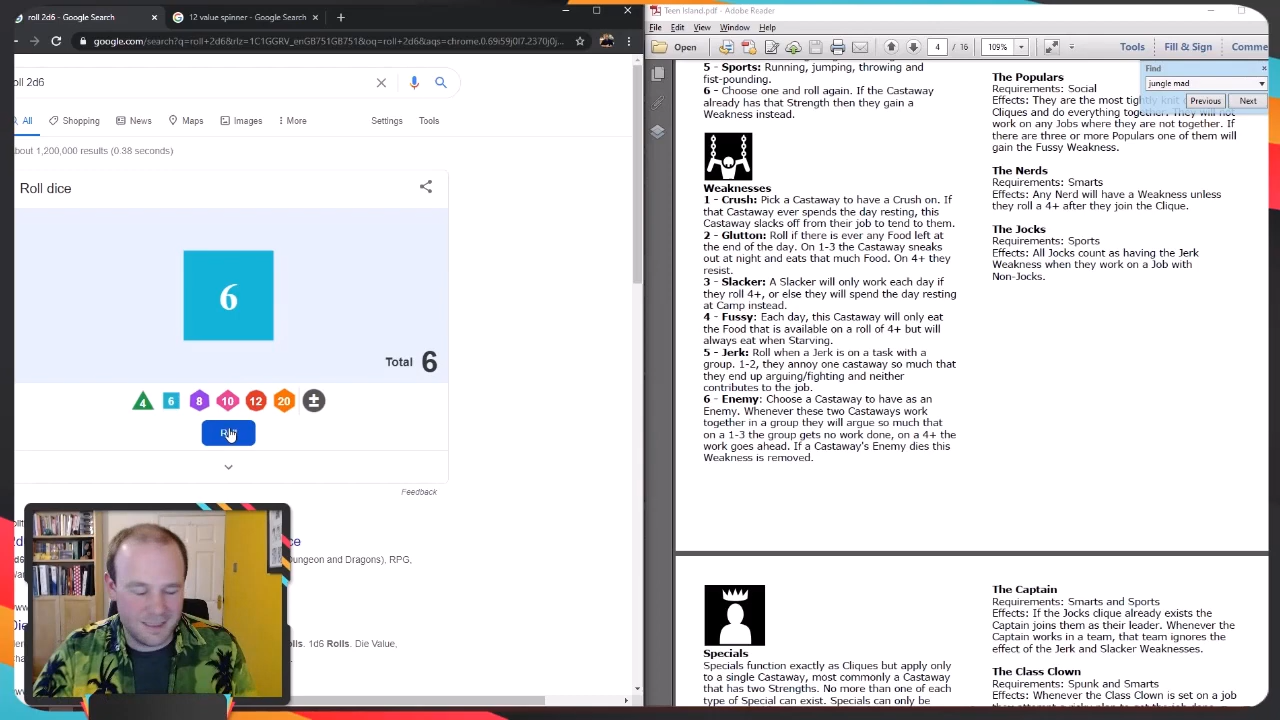 roll 2d6 - Google Search
12 value spinner - Google Search
google.com/search?q=roll+2d6&rlz=1C1GGRV_enGB751GB751&oq=roll+2d6&aqs=chrome.0.69i59j0l7.2370j0j...
oll 2d6
All
Shopping
News
Maps
Images
More
Settings
Tools
bout 1,200,000 results (0.38 seconds)
Roll dice
6
Total 6
4 6 8 10 12 20
Feedback
ce
ungeon and Dragons), RPG,
lls. 1d6 Rolls. Die Value,
Teen Island.pdf - Adobe Reader
File Edit View Window Help
Open
4 / 16
109%
Tools
Fill & Sign
Comme
Find
jungle mad
Previous
Next
5 - Sports: Running, jumping, throwing and
fist-pounding.
6 - Choose one and roll again. If the Castaway
already has that Strength then they gain a
Weakness instead.
Weaknesses
1 - Crush: Pick a Castaway to have a Crush on. If
that Castaway ever spends the day resting, this
Castaway slacks off from their job to tend to them.
2 - Glutton: Roll if there is ever any Food left at
the end of the day. On 1-3 the Castaway sneaks
out at night and eats that much Food. On 4+ they
resist.
3 - Slacker: A Slacker will only work each day if
they roll 4+, or else they will spend the day resting
at Camp instead.
4 - Fussy: Each day, this Castaway will only eat
the Food that is available on a roll of 4+ but will
always eat when Starving.
5 - Jerk: Roll when a Jerk is on a task with a
group. 1-2, they annoy one castaway so much that
they end up arguing/fighting and neither
contributes to the job.
6 - Enemy: Choose a Castaway to have as an
Enemy. Whenever these two Castaways work
together in a group they will argue so much that
on a 1-3 the group gets no work done, on a 4+ the
work goes ahead. If a Castaway's Enemy dies this
Weakness is removed.
The Populars
Requirements: Social
Effects: They are the most tightly knit
Cliques and do everything together. They will not
work on any Jobs where they are not together. If
there are three or more Populars one of them will
gain the Fussy Weakness.
The Nerds
Requirements: Smarts
Effects: Any Nerd will have a Weakness unless
they roll a 4+ after they join the Clique.
The Jocks
Requirements: Sports
Effects: All Jocks count as having the Jerk
Weakness when they work on a Job with
Non-Jocks.
Specials
Specials function exactly as Cliques but apply only
to a single Castaway, most commonly a Castaway
that has two Strengths. No more than one of each
type of Special can exist. Specials can only be
The Captain
Requirements: Smarts and Sports
Effects: If the Jocks clique already exists the
Captain joins them as their leader. Whenever the
Captain works in a team, that team ignores the
effect of the Jerk and Slacker Weaknesses.
The Class Clown
Requirements: Spunk and Smarts
Effects: Whenever the Class Clown is set on a job